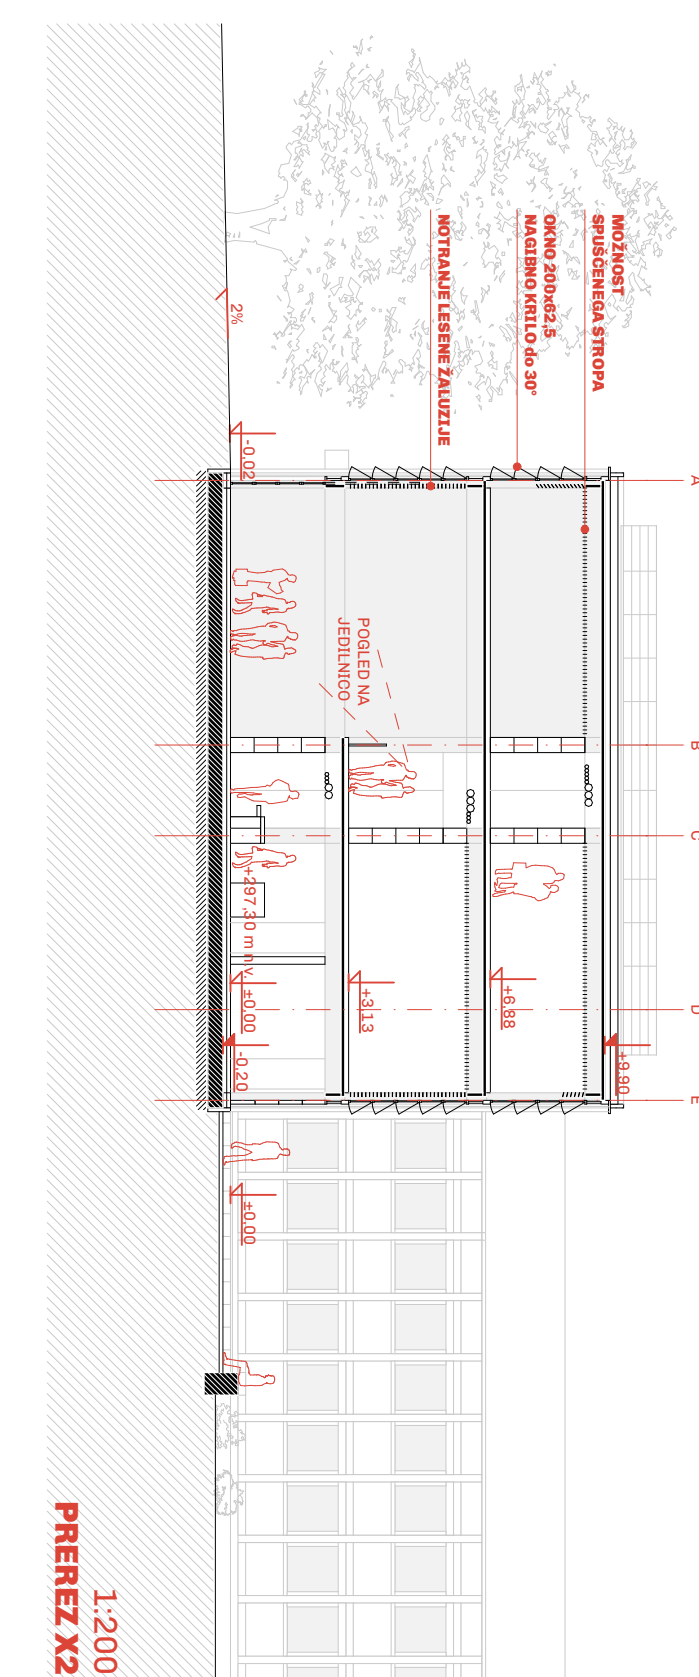 MOŽNOST
SPUŠČENEGA STROPA
OKNO 200x62,5
NAGIBNO KRILO do 30°
NOTRANJE LESENE ŽALUZIJE
2%
-0,02
A
B
C
D
E
POGLED NA
JEDILNICO
+9,90
+6,88
+3,13
+297,30 m n.v. ±0,00
-0,20
±0,00
1:200
PREREZ X2